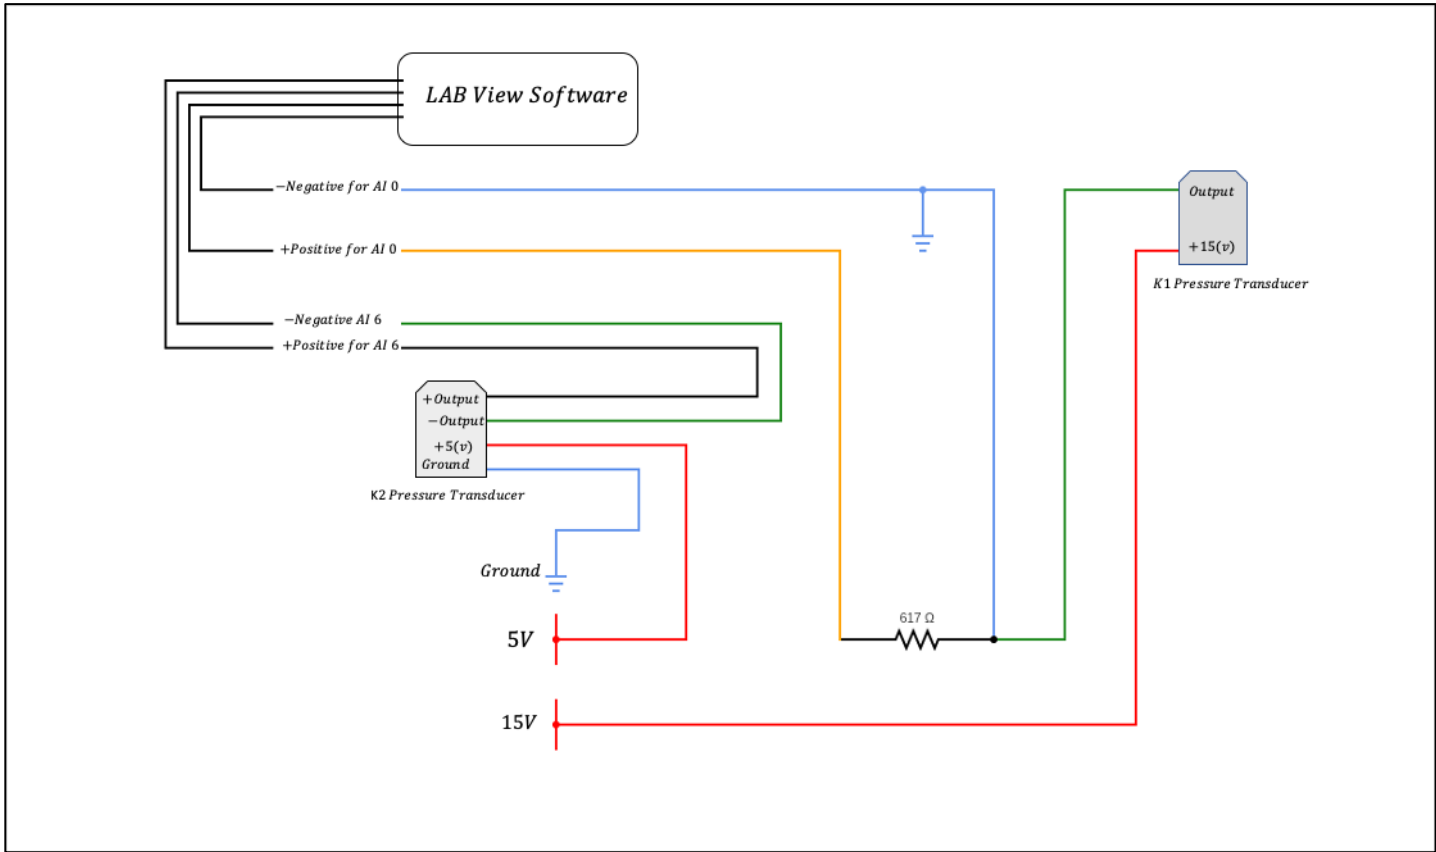 LAB View Software
−Negative for AI 0
Output
+Positive for AI 0
+15(v)
K1 Pressure Transducer
−Negative AI 6
+Positive for AI 6
+Output
−Output
+5(v)
Ground
K2 Pressure Transducer
Ground
617 Ω
5V
15V